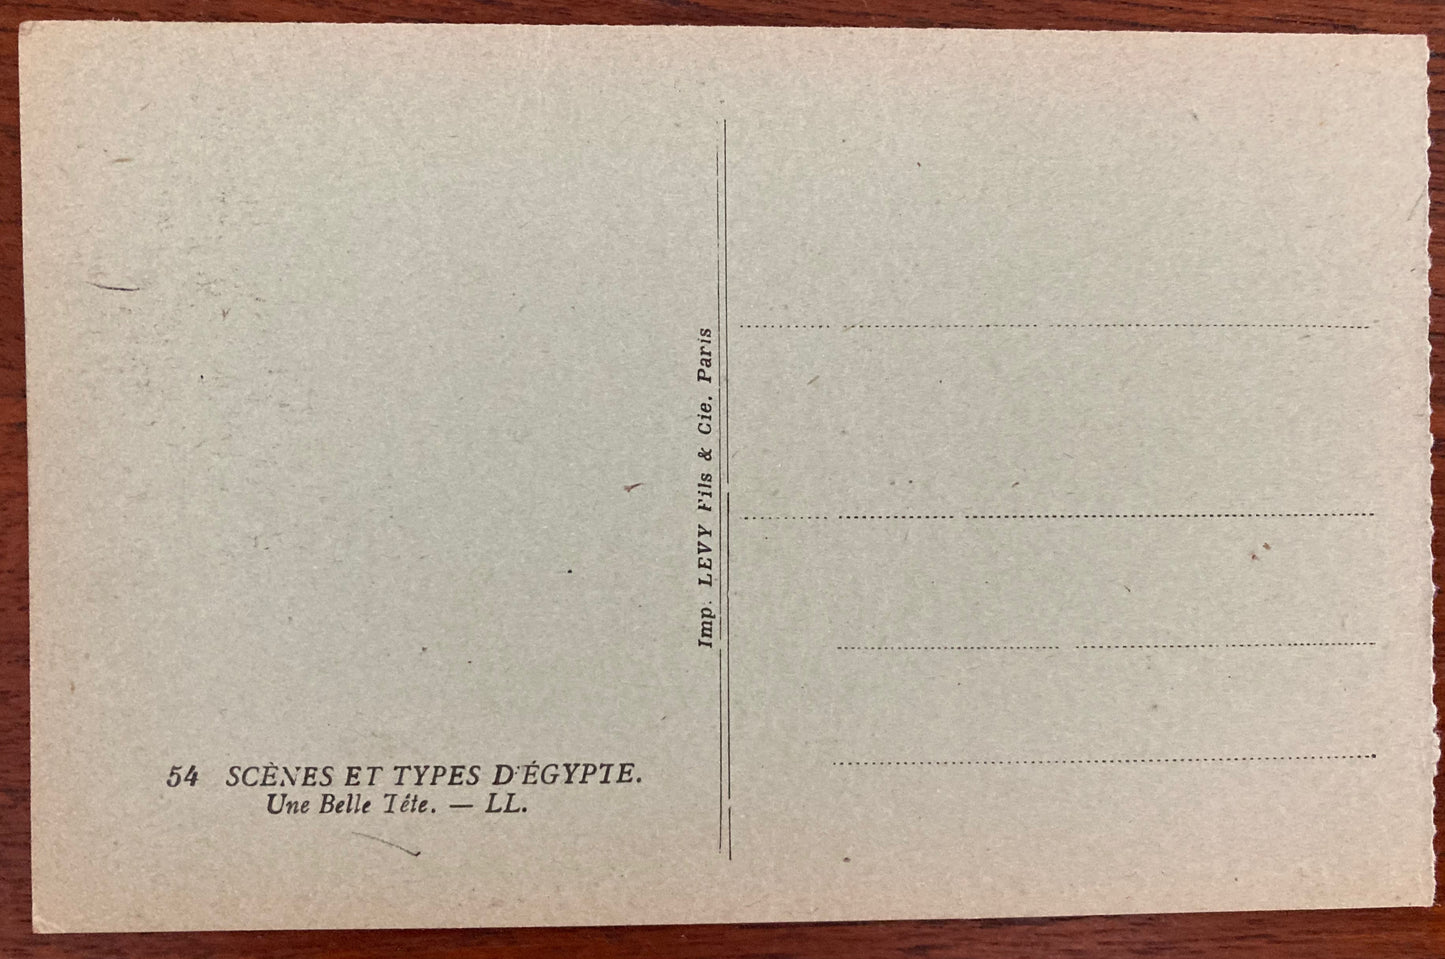 54 SCÈNES ET TYPES D'ÉGYPTE.
Une Belle Tête. — LL.
Imp. LEVY Fils & Cie. Paris